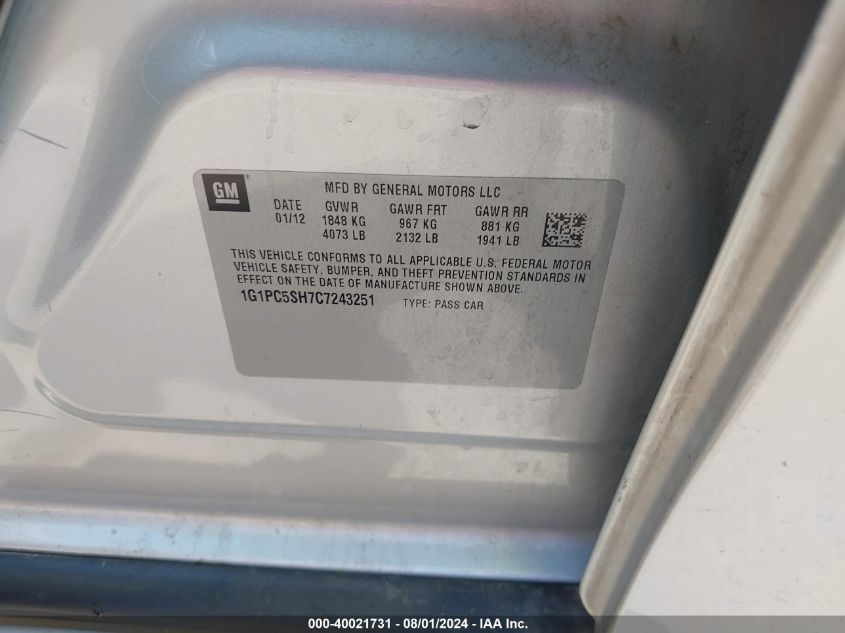 GM ®
MFD BY GENERAL MOTORS LLC
DATE GVWR GAWR FRT GAWR RR
01/12 1848 KG 967 KG 881 KG
4073 LB 2132 LB 1941 LB
THIS VEHICLE CONFORMS TO ALL APPLICABLE U.S. FEDERAL MOTOR
VEHICLE SAFETY, BUMPER, AND THEFT PREVENTION STANDARDS IN
EFFECT ON THE DATE OF MANUFACTURE SHOWN ABOVE.
1G1PC5SH7C7243251 TYPE: PASS CAR
000-40021731 - 08/01/2024 - IAA Inc.